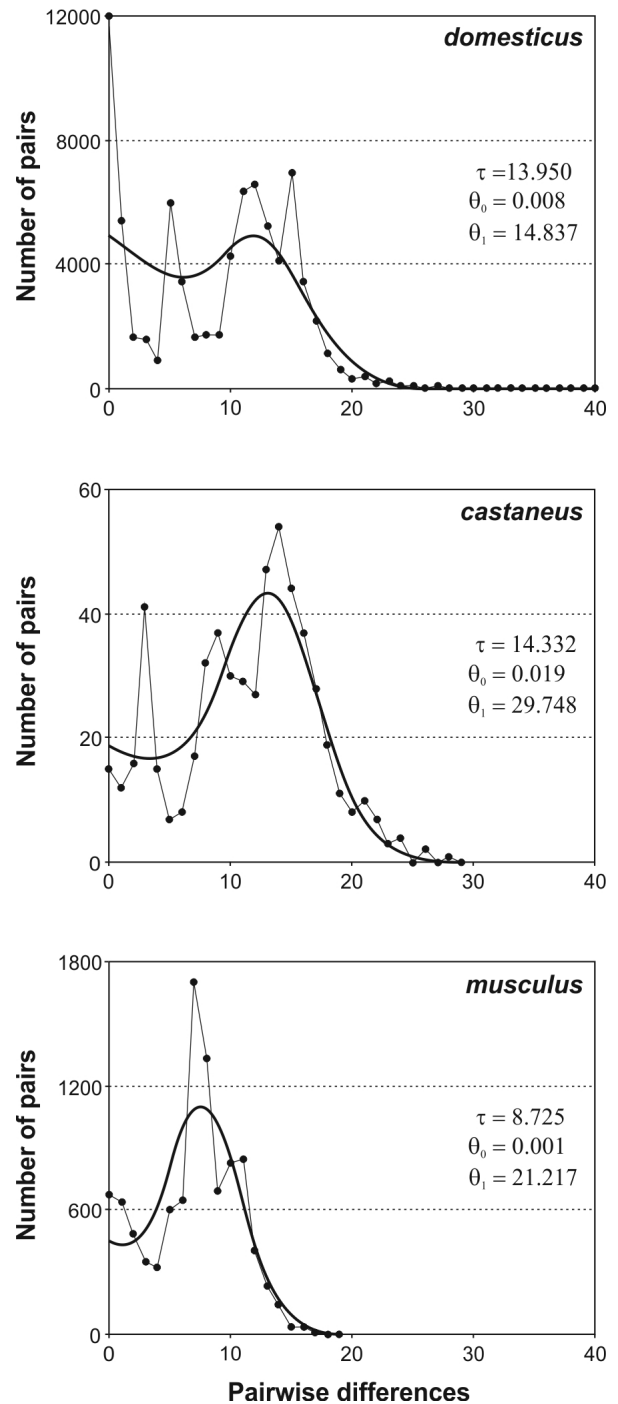 12000
domesticus
8000
τ =13.950
θ₀ = 0.008
θ₁ = 14.837
4000
0
0 10 20 30 40
Number of pairs
60
castaneus
40
τ = 14.332
θ₀ = 0.019
θ₁ = 29.748
20
0
0 10 20 30 40
Number of pairs
1800
musculus
1200
τ = 8.725
θ₀ = 0.001
θ₁ = 21.217
600
0
0 10 20 30 40
Number of pairs
Pairwise differences